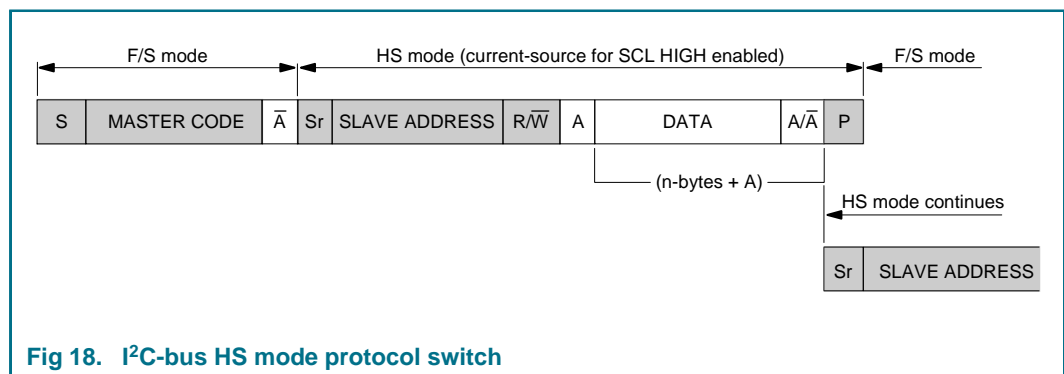 F/S mode HS mode (current-source for SCL HIGH enabled) F/S mode
S MASTER CODE A̅ Sr SLAVE ADDRESS R/W̅ A DATA A/A̅ P
(n-bytes + A)
HS mode continues
Sr SLAVE ADDRESS
Fig 18. I²C-bus HS mode protocol switch